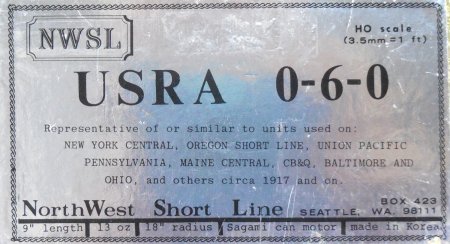 NWSL
HO scale
(3.5mm = 1 ft)
USRA 0-6-0
Representative of or similar to units used on:
NEW YORK CENTRAL, OREGON SHORT LINE, UNION PACIFIC
PENNSYLVANIA, MAINE CENTRAL, CB&Q, BALTIMORE AND
OHIO, and others circa 1917 and on.
NorthWest Short Line BOX 423
SEATTLE, WA. 98111
9" length 13 oz 18" radius Sagami can motor made in Korea